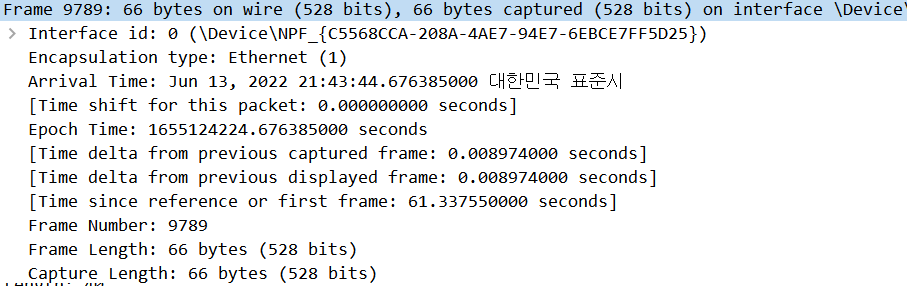 Frame 9789: 66 bytes on wire (528 bits), 66 bytes captured (528 bits) on interface \Device\
Interface id: 0 (\Device\NPF_{C5568CCA-208A-4AE7-94E7-6EBCE7FF5D25})
Encapsulation type: Ethernet (1)
Arrival Time: Jun 13, 2022 21:43:44.676385000 대한민국 표준시
[Time shift for this packet: 0.000000000 seconds]
Epoch Time: 1655124224.676385000 seconds
[Time delta from previous captured frame: 0.008974000 seconds]
[Time delta from previous displayed frame: 0.008974000 seconds]
[Time since reference or first frame: 61.337550000 seconds]
Frame Number: 9789
Frame Length: 66 bytes (528 bits)
Capture Length: 66 bytes (528 bits)